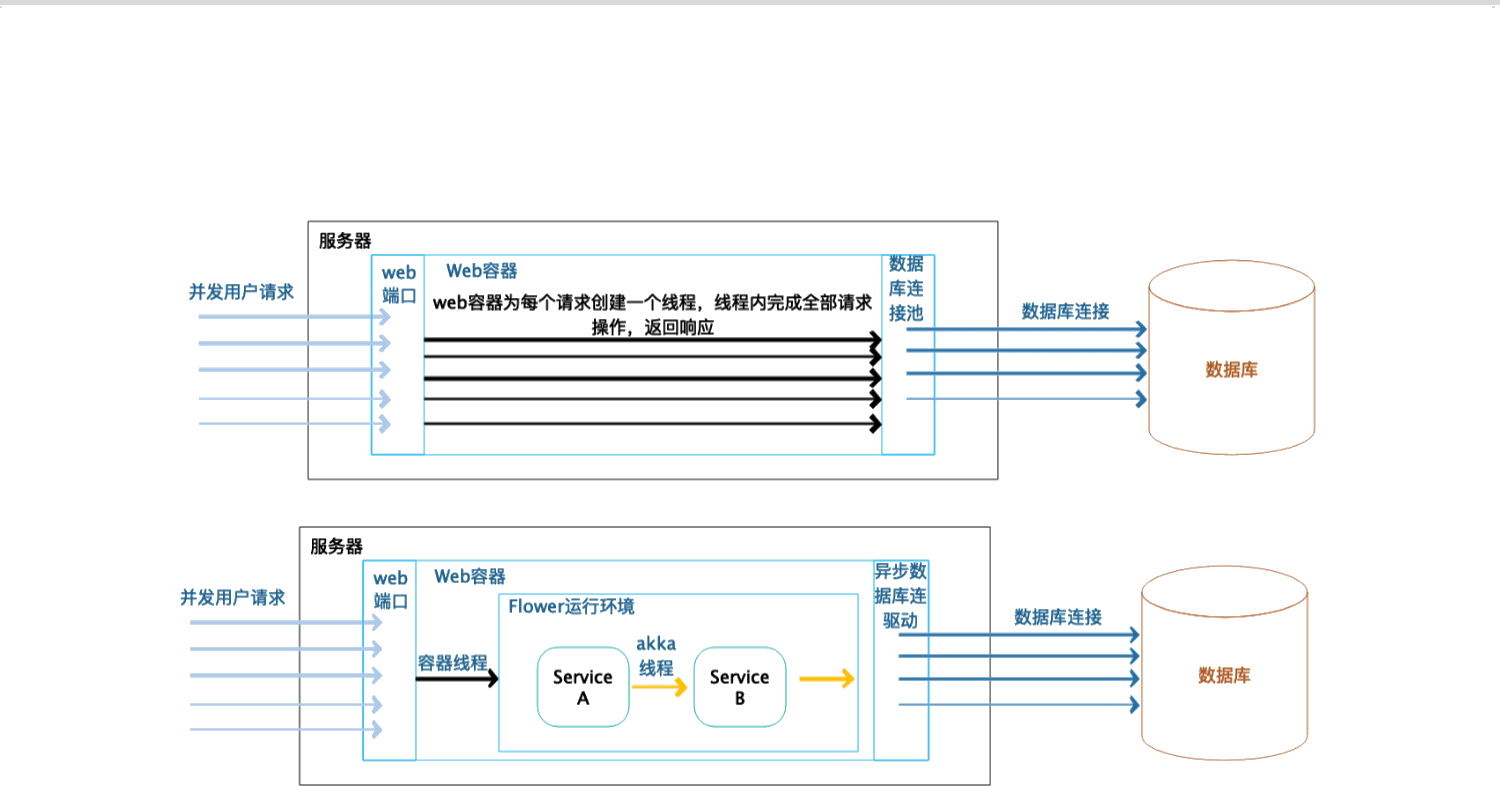 服务器
web
端口
Web容器
数据
库连
接池
并发用户请求
web容器为每个请求创建一个线程，线程内完成全部请求
操作，返回响应
数据库连接
数据库
服务器
web
端口
Web容器
异步数
据库连
驱动
并发用户请求
Flower运行环境
数据库连接
容器线程
akka
线程
Service
A
Service
B
数据库